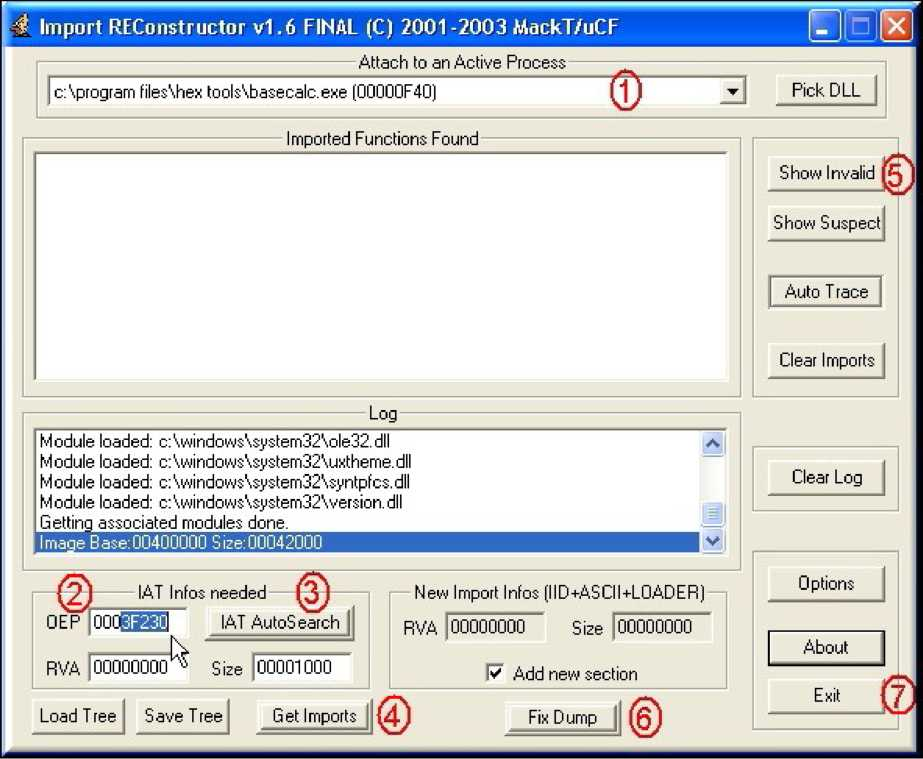 Import REConstructor v1.6 FINAL (C) 2001-2003 MackT/uCF
Attach to an Active Process
c:\program files\hex tools\basecalc.exe (00000F40)
1
Pick DLL
Imported Functions Found
Show Invalid
5
Show Suspect
Auto Trace
Clear Imports
Log
Module loaded: c:\windows\system32\ole32.dll
Module loaded: c:\windows\system32\uxtheme.dll
Module loaded: c:\windows\system32\syntpfcs.dll
Module loaded: c:\windows\system32\version.dll
Getting associated modules done.
Image Base:00400000 Size:00042000
Clear Log
2
IAT Infos needed
3
OEP 0003F230
IAT AutoSearch
RVA 00000000
Size 00001000
New Import Infos (IID+ASCII+LOADER)
RVA 00000000
Size 00000000
Add new section
Options
About
Exit
7
Load Tree
Save Tree
Get Imports
4
Fix Dump
6